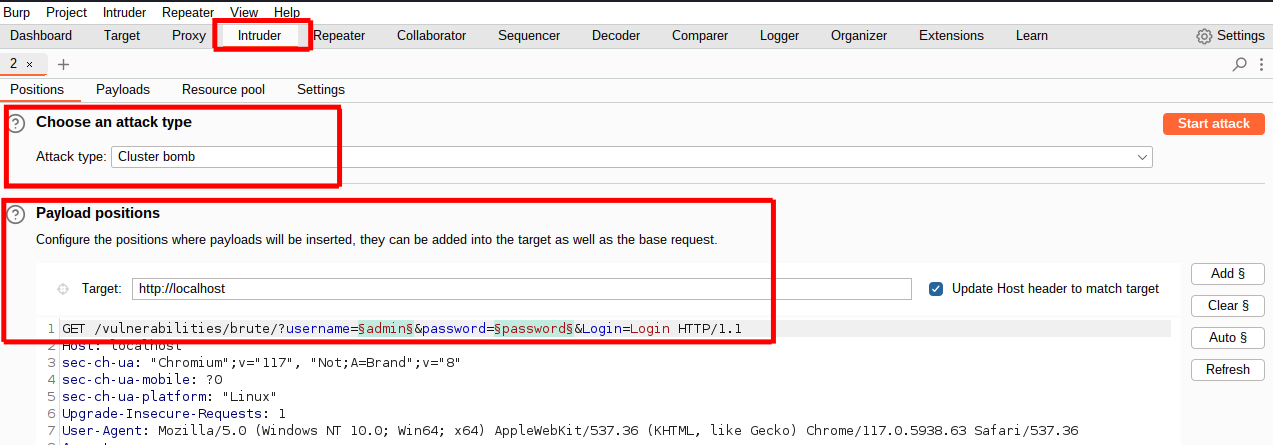 Burp Project Intruder Repeater View Help
Dashboard Target Proxy Intruder Repeater Collaborator Sequencer Decoder Comparer Logger Organizer Extensions Learn Settings
2 × +
Positions Payloads Resource pool Settings
? Choose an attack type Start attack
Attack type: Cluster bomb
? Payload positions
Configure the positions where payloads will be inserted, they can be added into the target as well as the base request.
Add §
Target: http://localhost Update Host header to match target
Clear §
1 GET /vulnerabilities/brute/?username=§admin§&password=§password§&Login=Login HTTP/1.1
Auto §
2 Host: localhost
3 sec-ch-ua: "Chromium";v="117", "Not;A=Brand";v="8"
Refresh
4 sec-ch-ua-mobile: ?0
5 sec-ch-ua-platform: "Linux"
6 Upgrade-Insecure-Requests: 1
7 User-Agent: Mozilla/5.0 (Windows NT 10.0; Win64; x64) AppleWebKit/537.36 (KHTML, like Gecko) Chrome/117.0.5938.63 Safari/537.36